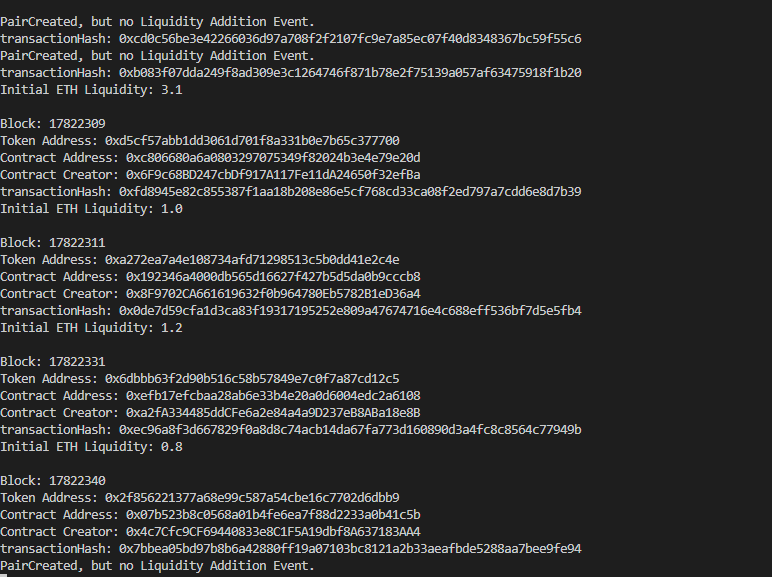 PairCreated, but no Liquidity Addition Event.
transactionHash: 0xcd0c56be3e42266036d97a708f2f2107fc9e7a85ec07f40d8348367bc59f55c6
PairCreated, but no Liquidity Addition Event.
transactionHash: 0xb083f07dda249f8ad309e3c1264746f871b78e2f75139a057af63475918f1b20
Initial ETH Liquidity: 3.1
Block: 17822309
Token Address: 0xd5cf57abb1dd3061d701f8a331b0e7b65c377700
Contract Address: 0xc806680a6a0803297075349f82024b3e4e79e20d
Contract Creator: 0x6F9c68BD247cbDf917A117Fe11dA24650f32efBa
transactionHash: 0xfd8945e82c855387f1aa18b208e86e5cf768cd33ca08f2ed797a7cdd6e8d7b39
Initial ETH Liquidity: 1.0
Block: 17822311
Token Address: 0xa272ea7a4e108734afd71298513c5b0dd41e2c4e
Contract Address: 0x192346a4000db565d16627f427b5d5da0b9cccb8
Contract Creator: 0x8F9702CA661619632f0b964780Eb5782B1eD36a4
transactionHash: 0x0de7d59cfa1d3ca83f19317195252e809a47674716e4c688eff536bf7d5e5fb4
Initial ETH Liquidity: 1.2
Block: 17822331
Token Address: 0x6dbbb63f2d90b516c58b57849e7c0f7a87cd12c5
Contract Address: 0xefb17efcbaa28ab6e33b4e20a0d6004edc2a6108
Contract Creator: 0xa2fA334485ddCFe6a2e84a4a9D237eB8ABa18e8B
transactionHash: 0xec96a8f3d667829f0a8d8c74acb14da67fa773d160890d3a4fc8c8564c77949b
Initial ETH Liquidity: 0.8
Block: 17822340
Token Address: 0x2f856221377a68e99c587a54cbe16c7702d6dbb9
Contract Address: 0x07b523b8c0568a01b4fe6ea7f88d2233a0b41c5b
Contract Creator: 0x4c7Cfc9CF69440833e8C1F5A19dbf8A637183AA4
transactionHash: 0x7bbea05bd97b8b6a42880ff19a07103bc8121a2b33aeafbde5288aa7bee9fe94
PairCreated, but no Liquidity Addition Event.